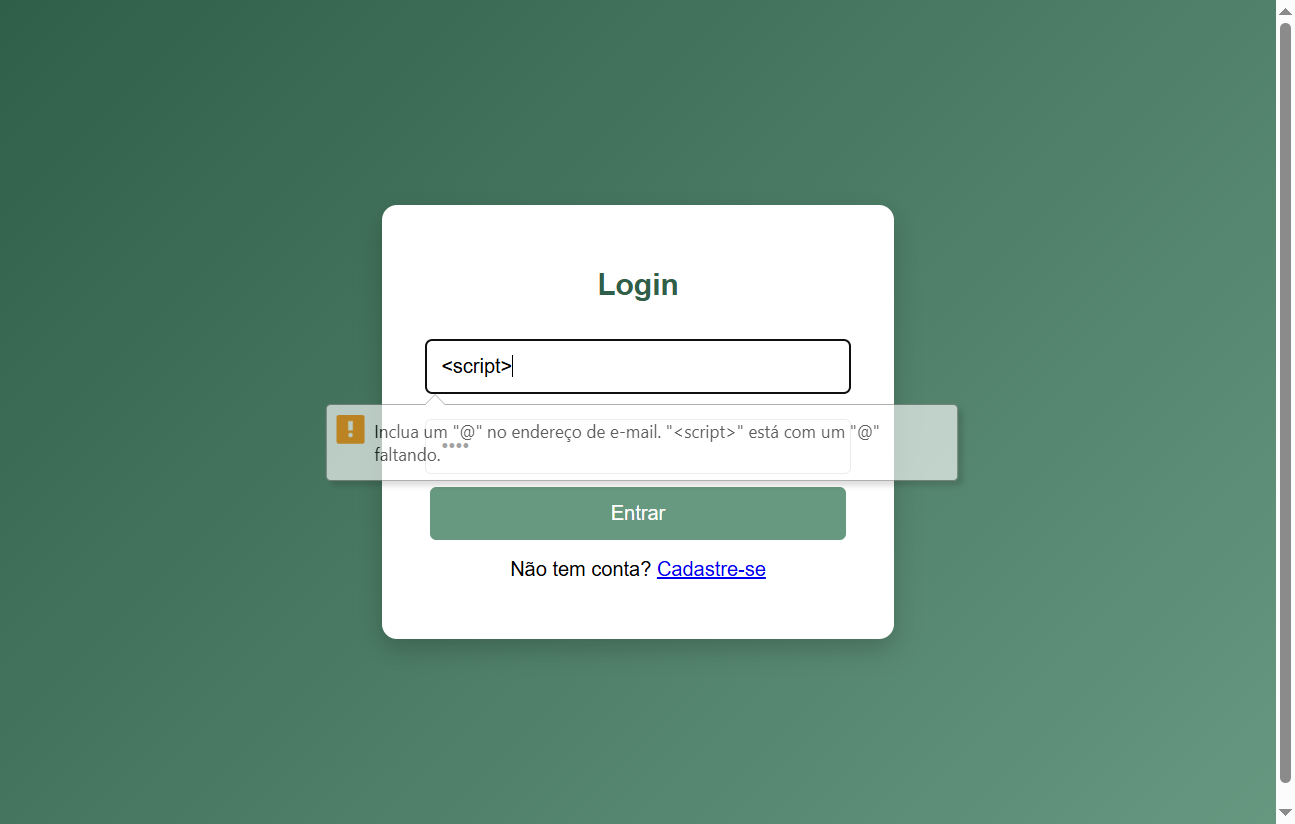 Login
<script>
Inclua um "@" no endereço de e-mail. "<script>" está com um "@"
faltando.
••••
Entrar
Não tem conta? Cadastre-se